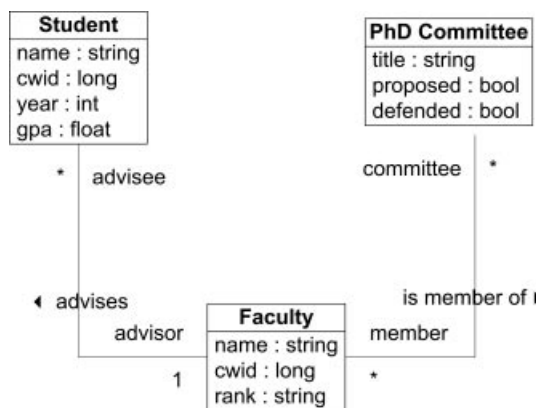 Student
name : string
cwid : long
year : int
gpa : float
PhD Committee
title : string
proposed : bool
defended : bool
* advisee
committee *
advises
is member of
advisor
member
1
*
Faculty
name : string
cwid : long
rank : string